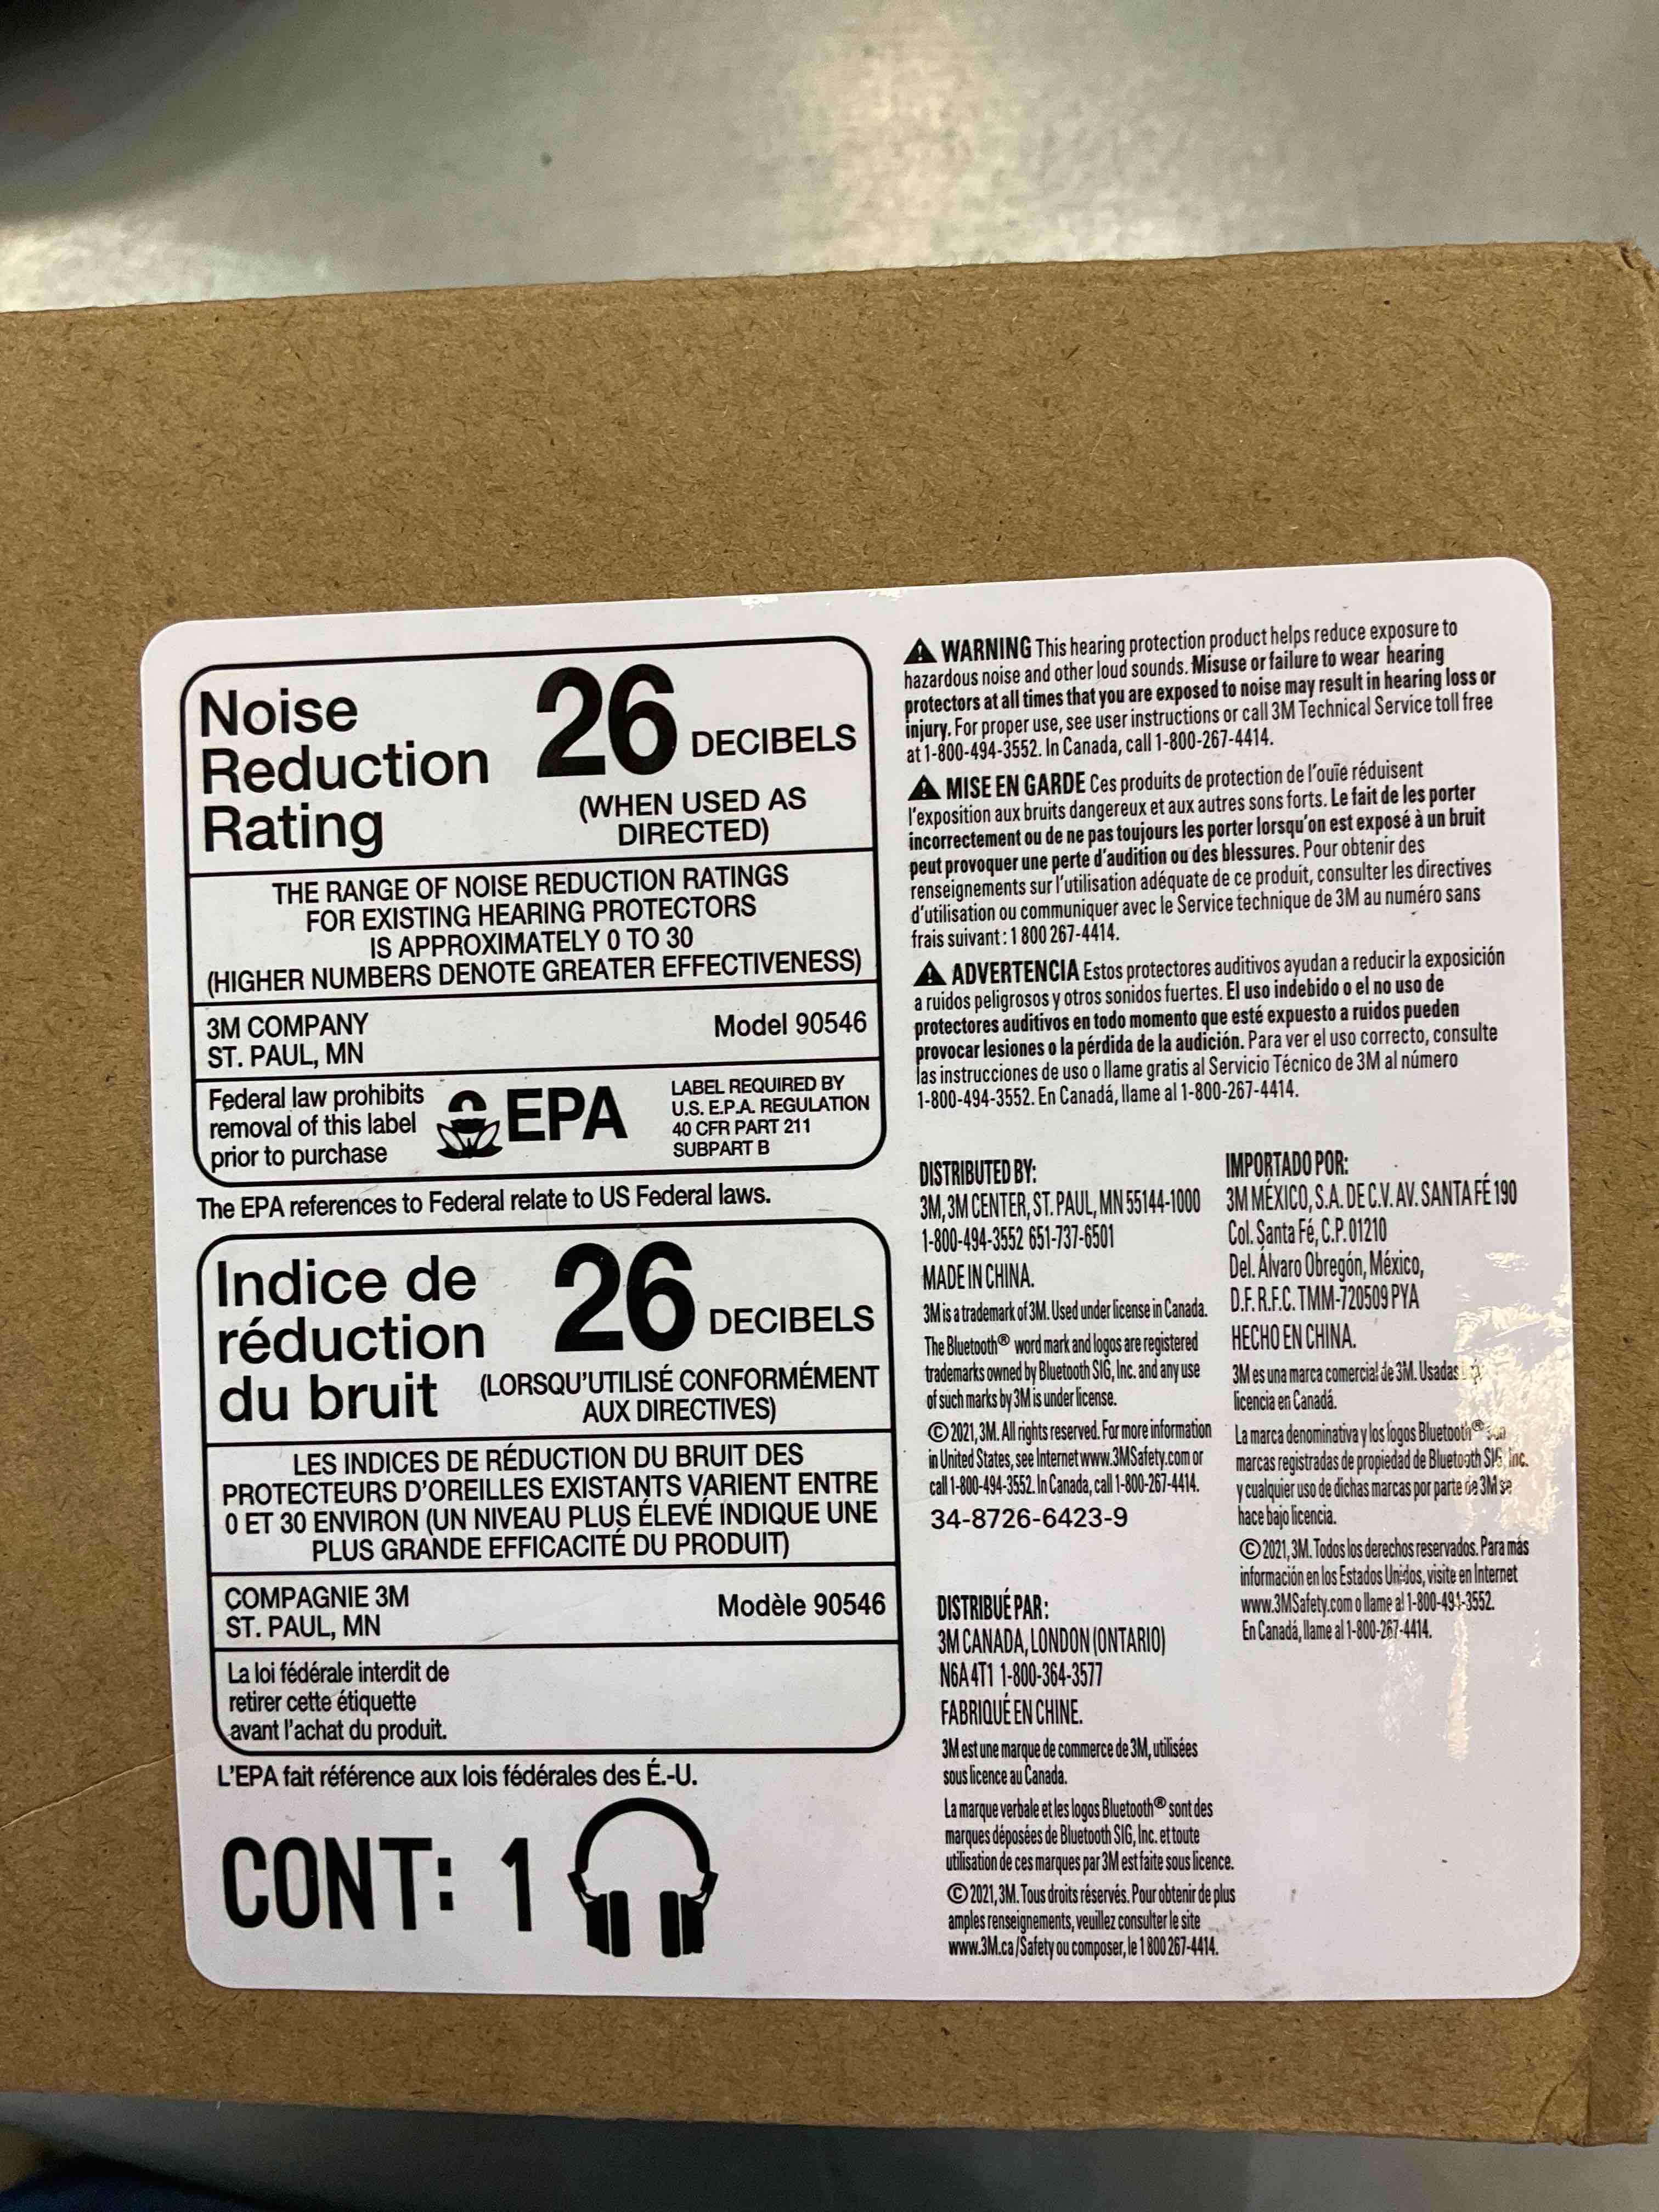 Noise
Reduction
Rating
26 DECIBELS
(WHEN USED AS
DIRECTED)
THE RANGE OF NOISE REDUCTION RATINGS
FOR EXISTING HEARING PROTECTORS
IS APPROXIMATELY 0 TO 30
(HIGHER NUMBERS DENOTE GREATER EFFECTIVENESS)
3M COMPANY
ST. PAUL, MN
Model 90546
Federal law prohibits
removal of this label
prior to purchase
EPA
LABEL REQUIRED BY
U.S. E.P.A. REGULATION
40 CFR PART 211
SUBPART B
The EPA references to Federal relate to US Federal laws.
Indice de
réduction
du bruit
26 DECIBELS
(LORSQU'UTILISÉ CONFORMÉMENT
AUX DIRECTIVES)
LES INDICES DE RÉDUCTION DU BRUIT DES
PROTECTEURS D'OREILLES EXISTANTS VARIENT ENTRE
0 ET 30 ENVIRON (UN NIVEAU PLUS ÉLEVÉ INDIQUE UNE
PLUS GRANDE EFFICACITÉ DU PRODUIT)
COMPAGNIE 3M
ST. PAUL, MN
Modèle 90546
La loi fédérale interdit de
retirer cette étiquette
avant l'achat du produit.
L'EPA fait référence aux lois fédérales des É.-U.
CONT: 1
WARNING This hearing protection product helps reduce exposure to
hazardous noise and other loud sounds. Misuse or failure to wear hearing
protectors at all times that you are exposed to noise may result in hearing loss or
injury. For proper use, see user instructions or call 3M Technical Service toll free
at 1-800-494-3552. In Canada, call 1-800-267-4414.
MISE EN GARDE Ces produits de protection de l'ouïe réduisent
l'exposition aux bruits dangereux et aux autres sons forts. Le fait de les porter
incorrectement ou de ne pas toujours les porter lorsqu'on est exposé à un bruit
peut provoquer une perte d'audition ou des blessures. Pour obtenir des
renseignements sur l'utilisation adéquate de ce produit, consulter les directives
d'utilisation ou communiquer avec le Service technique de 3M au numéro sans
frais suivant : 1 800 267-4414.
ADVERTENCIA Estos protectores auditivos ayudan a reducir la exposición
a ruidos peligrosos y otros sonidos fuertes. El uso indebido o el no uso de
protectores auditivos en todo momento que esté expuesto a ruidos pueden
provocar lesiones o la pérdida de la audición. Para ver el uso correcto, consulte
las instrucciones de uso o llame gratis al Servicio Técnico de 3M al número
1-800-494-3552. En Canadá, llame al 1-800-267-4414.
DISTRIBUTED BY:
3M, 3M CENTER, ST. PAUL, MN 55144-1000
1-800-494-3552 651-737-6501
MADE IN CHINA.
3M is a trademark of 3M. Used under license in Canada.
The Bluetooth® word mark and logos are registered
trademarks owned by Bluetooth SIG, Inc. and any use
of such marks by 3M is under license.
© 2021, 3M. All rights reserved. For more information
in United States, see Internet www.3MSafety.com or
call 1-800-494-3552. In Canada, call 1-800-267-4414.
34-8726-6423-9
DISTRIBUÉ PAR :
3M CANADA, LONDON (ONTARIO)
N6A 4T1 1-800-364-3577
FABRIQUÉ EN CHINE.
3M est une marque de commerce de 3M, utilisées
sous licence au Canada.
La marque verbale et les logos Bluetooth® sont des
marques déposées de Bluetooth SIG, Inc. et toute
utilisation de ces marques par 3M est faite sous licence.
© 2021, 3M. Tous droits réservés. Pour obtenir de plus
amples renseignements, veuillez consulter le site
www.3M.ca/Safety ou composer, le 1 800 267-4414.
IMPORTADO POR:
3M MÉXICO, S.A. DE C.V. AV. SANTA FÉ 190
Col. Santa Fé, C.P. 01210
Del. Álvaro Obregón, México,
D.F. R.F.C. TMM-720509 PYA
HECHO EN CHINA.
3M es una marca comercial de 3M. Usadas
licencia en Canadá.
La marca denominativa y los logos Bluetooth® son
marcas registradas de propiedad de Bluetooth SIG, Inc.
y cualquier uso de dichas marcas por parte de 3M se
hace bajo licencia.
© 2021, 3M. Todos los derechos reservados. Para más
información en los Estados Unidos, visite en Internet
www.3MSafety.com o llame al 1-800-494-3552.
En Canadá, llame al 1-800-267-4414.